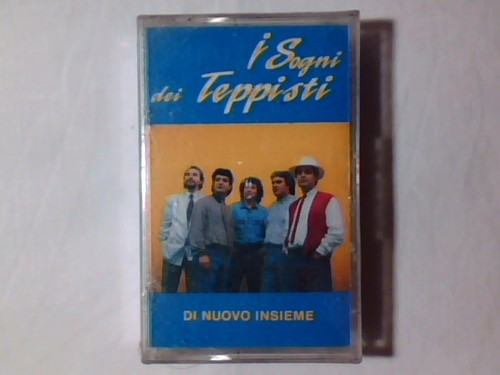 i Sogni
dei Teppisti
DI NUOVO INSIEME